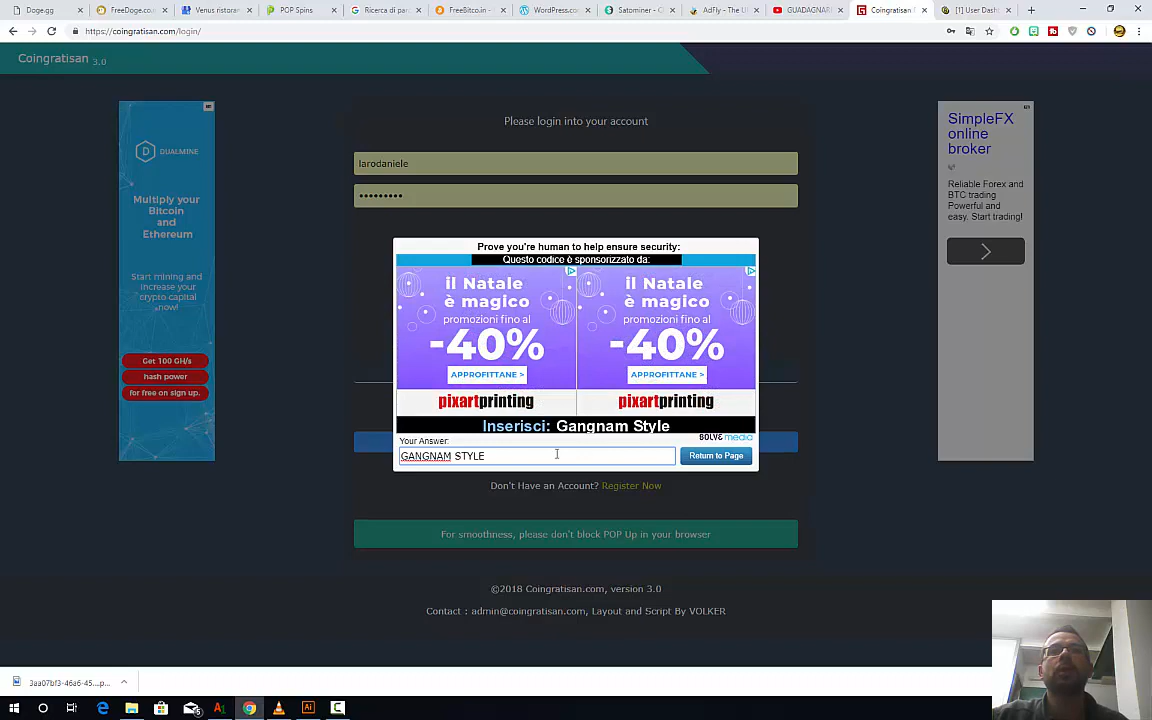 Doge.gg
FreeDoge.co
Venus ristora
POP Spins
Ricerca di pa
FreeBitco.in -
WordPress.com
Satominer - C
AdFly - The U
GUADAGNAR
Coingratisan
[1] User Dash
https://coingratisan.com/login/
Coingratisan 3.0
Please login into your account
larodaniele
•••••••••
DUALMINE
Multiply your
Bitcoin
and
Ethereum
Start mining and
increase your
crypto capital
now!
Get 100 GH/s
hash power
for free on sign up.
SimpleFX
online
broker
Reliable Forex and
BTC trading
Powerful and
easy. Start trading!
Prove you're human to help ensure security:
Questo codice è sponsorizzato da:
il Natale
è magico
promozioni fino al
-40%
APPROFITTANE >
pixartprinting
il Natale
è magico
promozioni fino al
-40%
APPROFITTANE >
pixartprinting
Inserisci: Gangnam Style
Your Answer:
SOLVE media
GANGNAM STYLE
Return to Page
Don't Have an Account? Register Now
For smoothness, please don't block POP Up in your browser
©2018 Coingratisan.com, version 3.0
Contact : admin@coingratisan.com, Layout and Script By VOLKER
3aa07bf3-46a6-45....p...